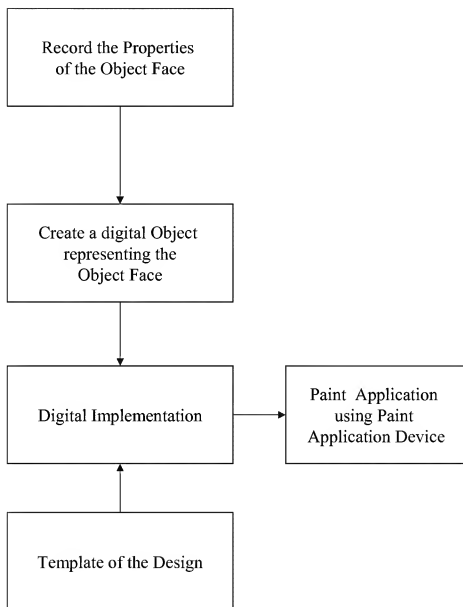 Record the Properties
of the Object Face
Create a digital Object
representing the
Object Face
Digital Implementation
Paint Application
using Paint
Application Device
Template of the Design